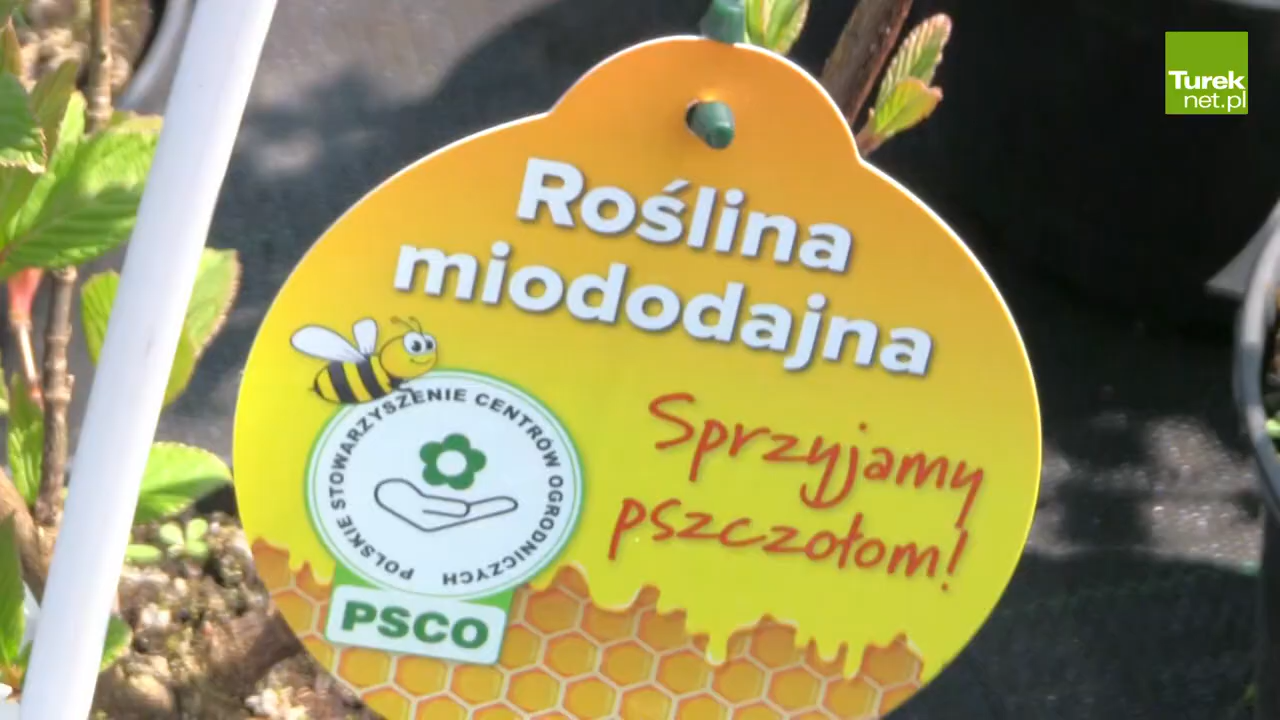 Turek
net.pl
Roślina
miododajna
Sprzyjamy
pszczołom!
POLSKIE STOWARZYSZENIE CENTRÓW OGRODNICZYCH
PSCO